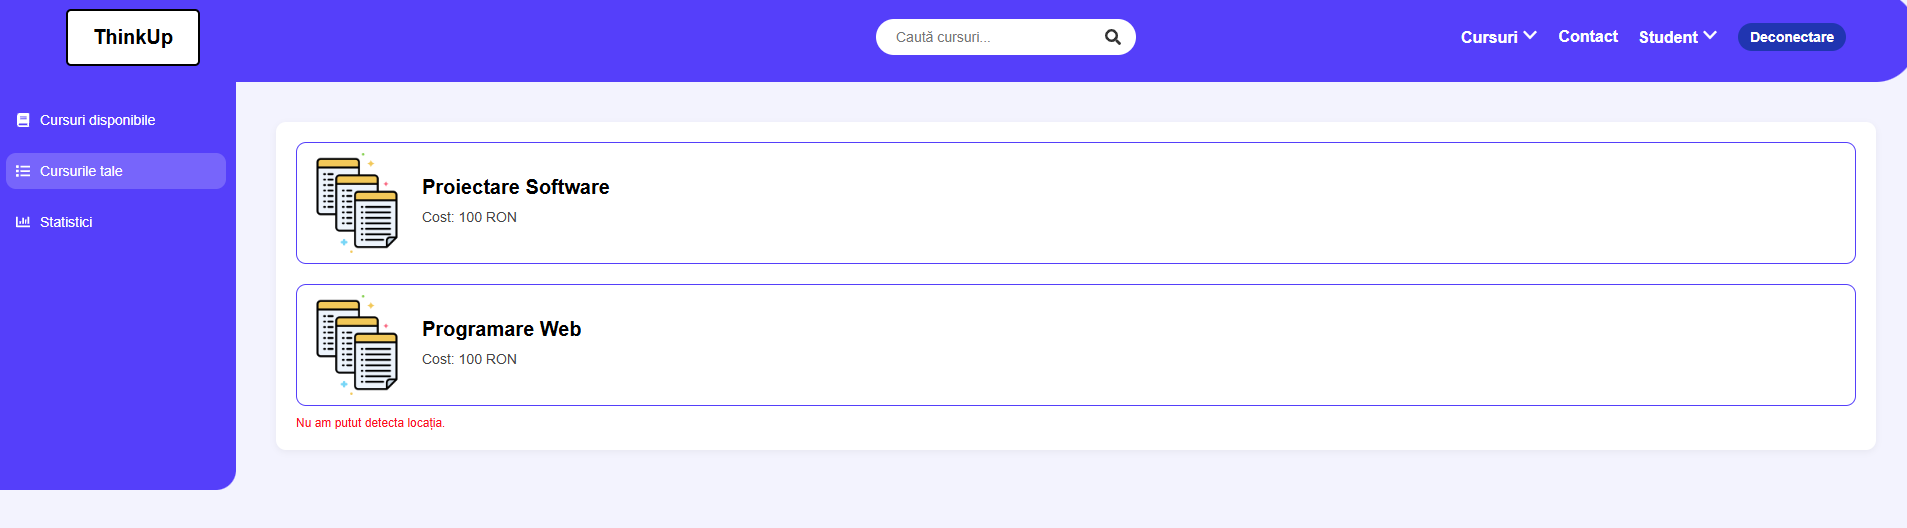 ThinkUp
Caută cursuri...
Cursuri
Contact
Student
Deconectare
Cursuri disponibile
Cursurile tale
Statistici
Proiectare Software
Cost: 100 RON
Programare Web
Cost: 100 RON
Nu am putut detecta locația.